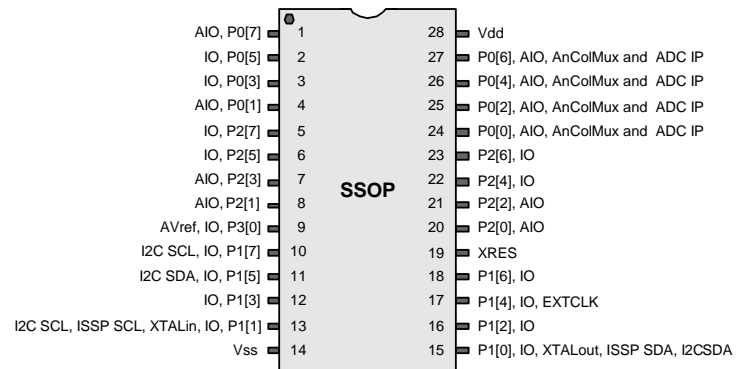 AIO, P0[7] 1 28 Vdd
IO, P0[5] 2 27 P0[6], AIO, AnColMux and ADC IP
IO, P0[3] 3 26 P0[4], AIO, AnColMux and ADC IP
AIO, P0[1] 4 25 P0[2], AIO, AnColMux and ADC IP
IO, P2[7] 5 24 P0[0], AIO, AnColMux and ADC IP
IO, P2[5] 6 23 P2[6], IO
AIO, P2[3] 7 22 P2[4], IO
SSOP
AIO, P2[1] 8 21 P2[2], AIO
AVref, IO, P3[0] 9 20 P2[0], AIO
I2C SCL, IO, P1[7] 10 19 XRES
I2C SDA, IO, P1[5] 11 18 P1[6], IO
IO, P1[3] 12 17 P1[4], IO, EXTCLK
I2C SCL, ISSP SCL, XTALin, IO, P1[1] 13 16 P1[2], IO
Vss 14 15 P1[0], IO, XTALout, ISSP SDA, I2CSDA